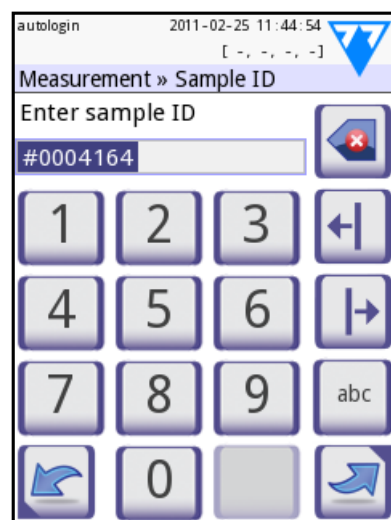 autologin 2011-02-25 11:44:54
[ -, -, -, -]
Measurement » Sample ID
Enter sample ID
#0004164
1 2 3
4 5 6
7 8 9 abc
0